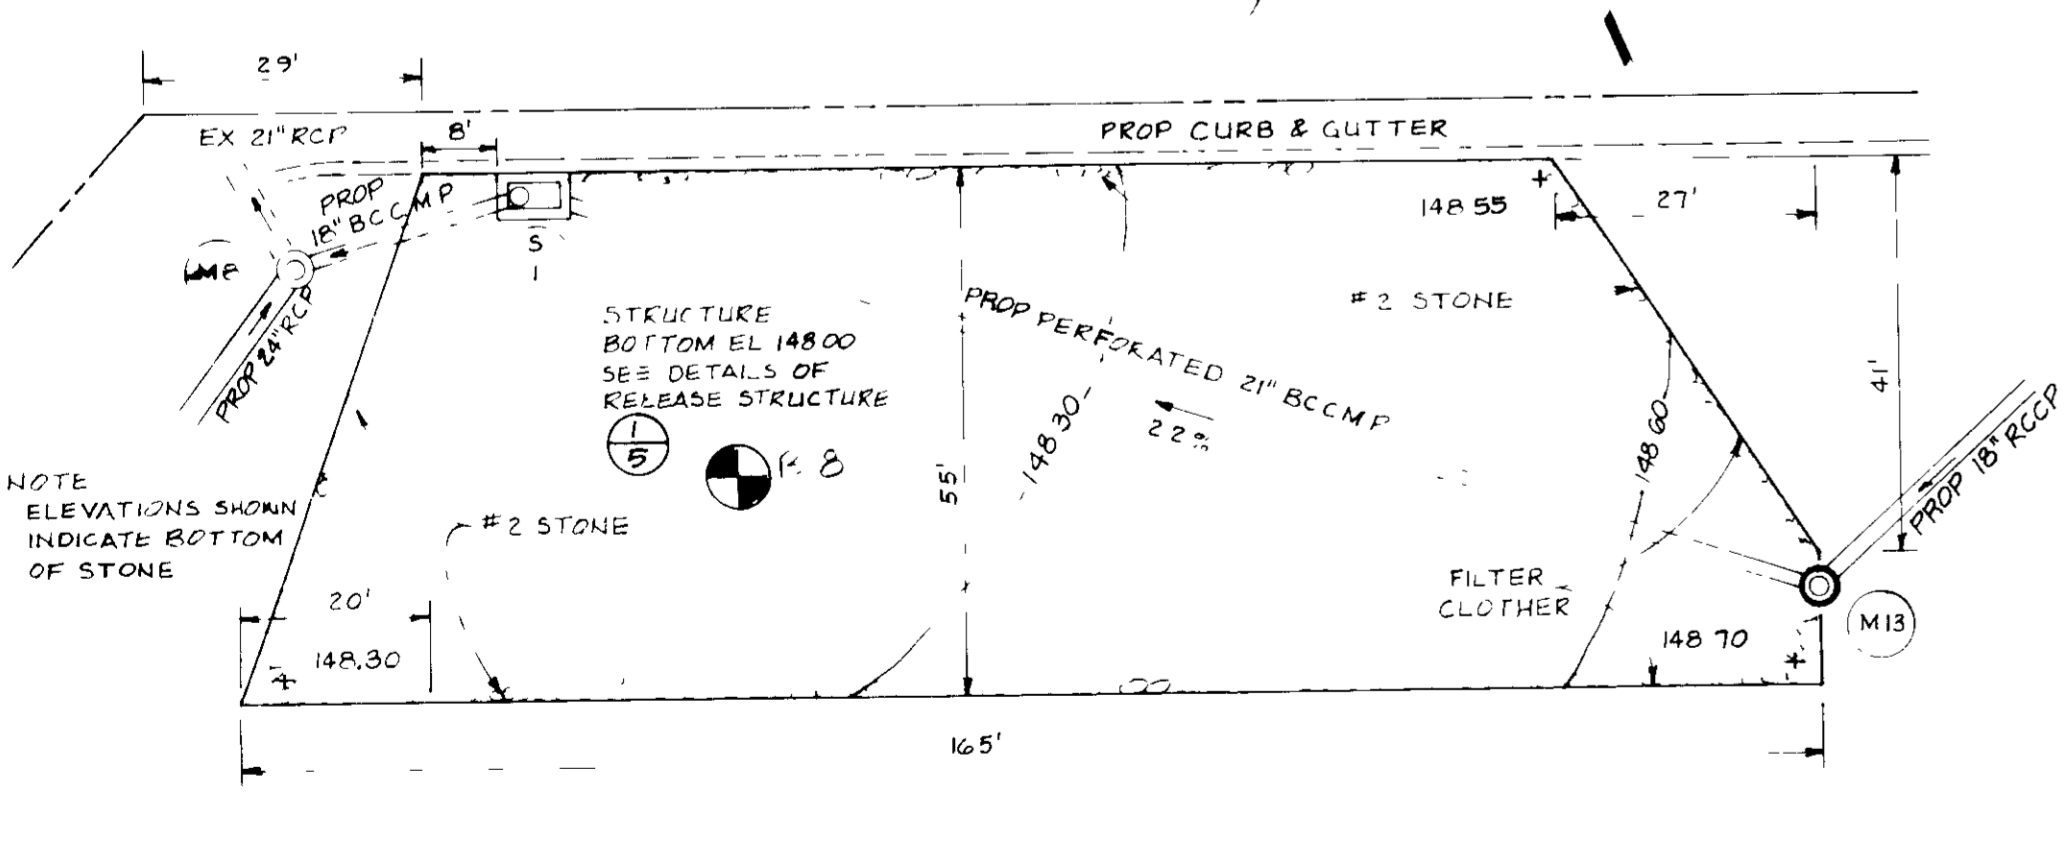 29'
EX 21" RCP
8'
PROP CURB & GUTTER
PROP
18" BCCMP
148 55
27'
S
1
M8
PROP 24" RCP
STRUCTURE
BOTTOM EL 148 00
SEE DETAILS OF
RELEASE STRUCTURE
1
5
8
PROP PERFORATED 21" BCCMP
22%
148 30
#2 STONE
148 60
41'
PROP 18" RCCP
55'
NOTE
ELEVATIONS SHOWN
INDICATE BOTTOM
OF STONE
#2 STONE
20'
148.30
FILTER
CLOTHER
148 70
M13
165'